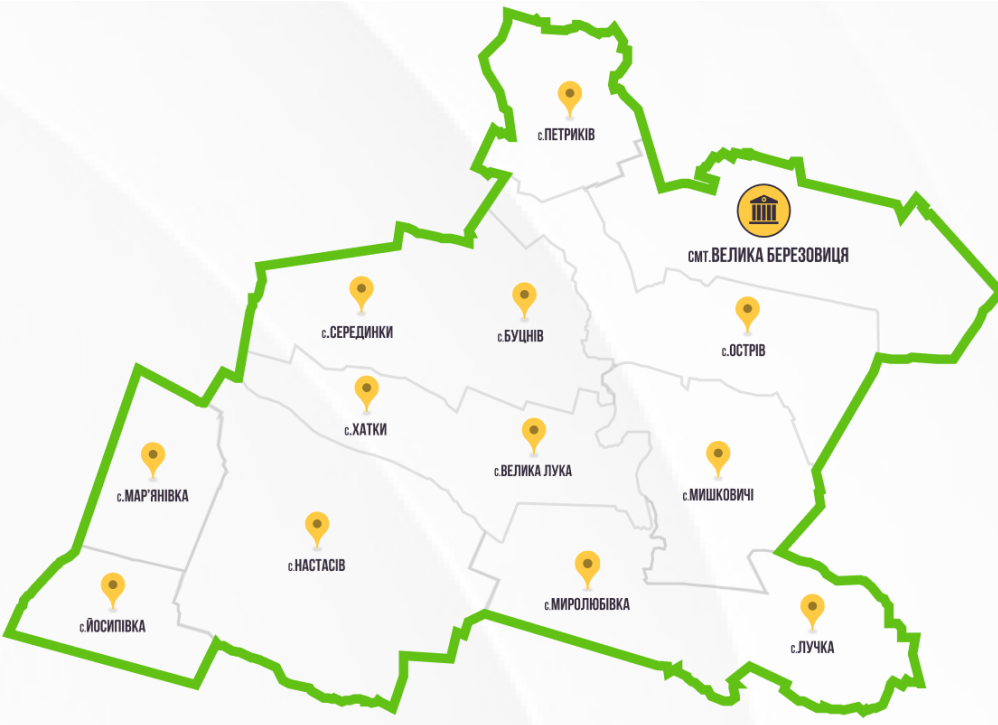 с.ПЕТРИКІВ
смт.ВЕЛИКА БЕРЕЗОВИЦЯ
с.СЕРЕДИНКИ
с.БУЦНІВ
с.ОСТРІВ
с.ХАТКИ
с.ВЕЛИКА ЛУКА
с.МАР'ЯНІВКА
с.МИШКОВИЧІ
с.НАСТАСІВ
с.МИРОЛЮБІВКА
с.ЙОСИПІВКА
с.ЛУЧКА